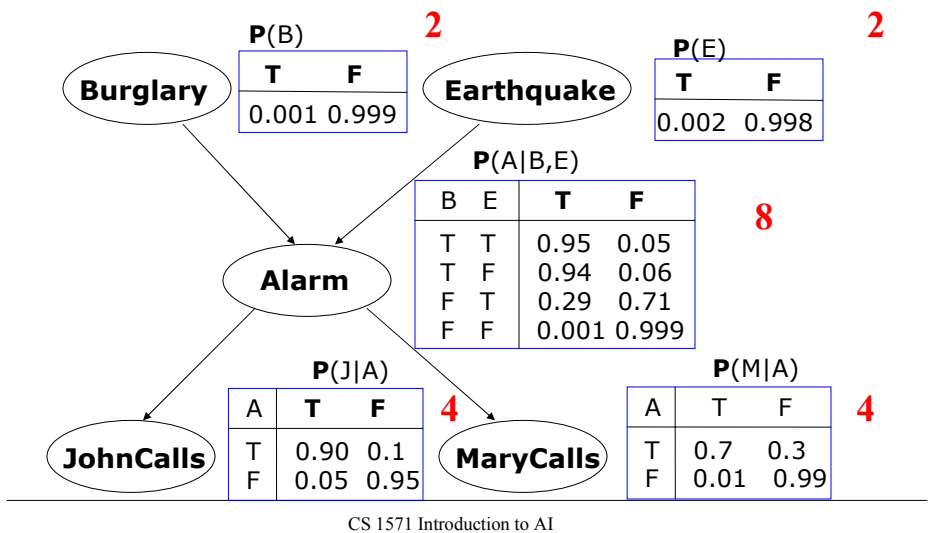 P(B) 2
2
P(E)
Burglary
T F
0.001 0.999
Earthquake
T F
0.002 0.998
P(A|B,E)
B E T F
T T 0.95 0.05
T F 0.94 0.06
F T 0.29 0.71
F F 0.001 0.999
8
Alarm
P(J|A)
A T F
T 0.90 0.1
F 0.05 0.95
4
P(M|A)
A T F
T 0.7 0.3
F 0.01 0.99
4
JohnCalls
MaryCalls
CS 1571 Introduction to AI